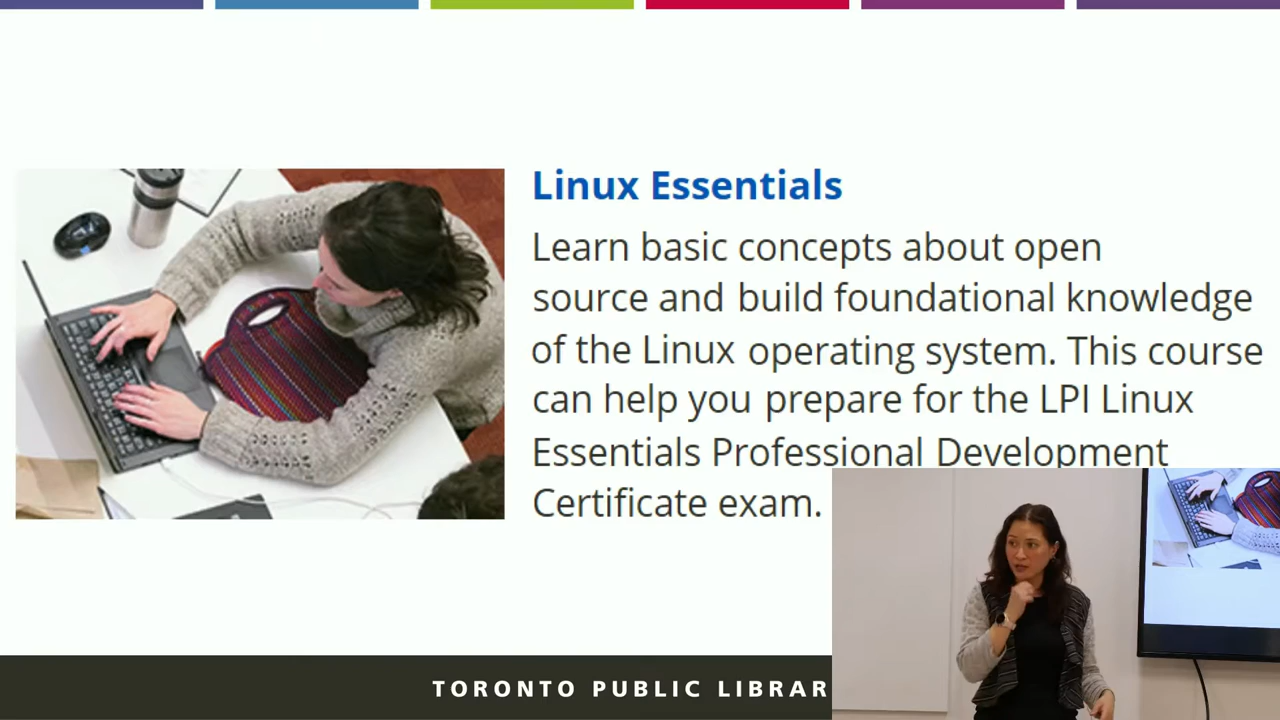 Linux Essentials
Learn basic concepts about open
source and build foundational knowledge
of the Linux operating system. This course
can help you prepare for the LPI Linux
Essentials Professional Development
Certificate exam.
TORONTO PUBLIC LIBRAR